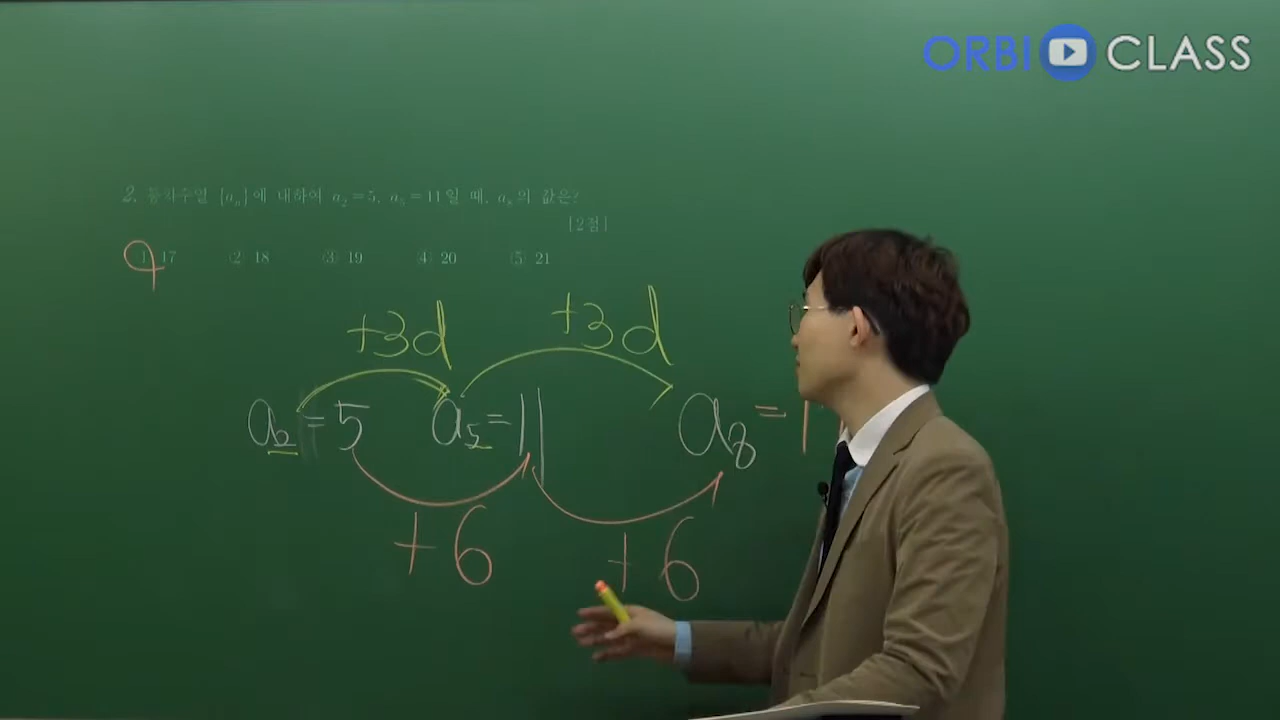 ORBI CLASS
2. 등차수열 {aₙ}에 대하여 a₂=5, a₅=11일 때, a₈의 값은?
[2점]
① 17 ② 18 ③ 19 ④ 20 ⑤ 21
+3d +3d
a₂=5 a₅=11 a₈=1
+6 +6